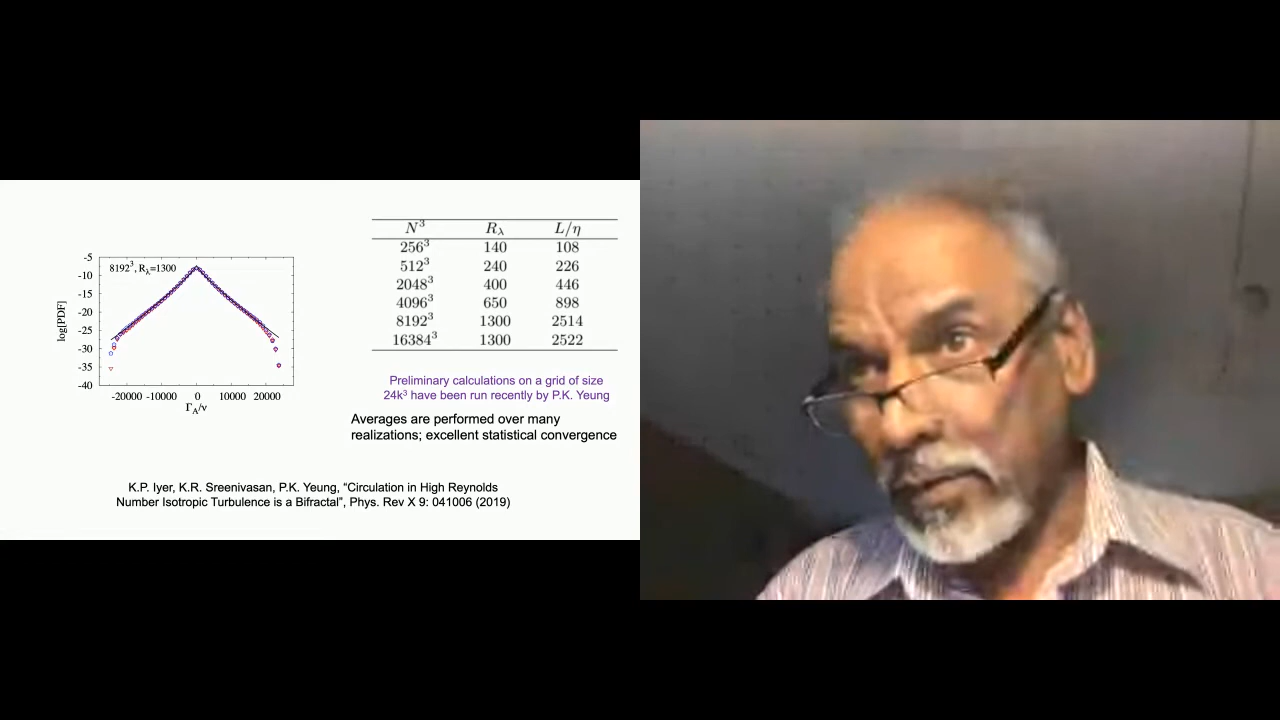 N³ Rλ L/η
256³ 140 108
512³ 240 226
2048³ 400 446
4096³ 650 898
8192³ 1300 2514
16384³ 1300 2522
8192³, Rλ=1300
log[PDF]
-5
-10
-15
-20
-25
-30
-35
-40
-20000 -10000 0 10000 20000
Γ_A/ν
Preliminary calculations on a grid of size
24k³ have been run recently by P.K. Yeung
Averages are performed over many
realizations; excellent statistical convergence
K.P. Iyer, K.R. Sreenivasan, P.K. Yeung, “Circulation in High Reynolds
Number Isotropic Turbulence is a Bifractal”, Phys. Rev X 9: 041006 (2019)